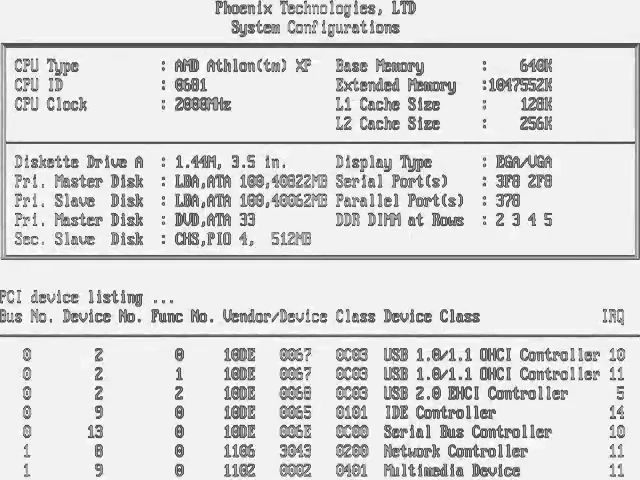 Phoenix Technologies, LTD
System Configurations
CPU Type : AMD Athlon(tm) XP Base Memory : 640K
CPU ID : 0681 Extended Memory :1047552K
CPU Clock : 2000MHz L1 Cache Size : 128K
L2 Cache Size : 256K
Diskette Drive A : 1.44M, 3.5 in. Display Type : EGA/VGA
Pri. Master Disk : LBA,ATA 100,40822MB Serial Port(s) : 3F8 2F8
Pri. Slave Disk : LBA,ATA 100,40062MB Parallel Port(s) : 378
Pri. Master Disk : DVD,ATA 33 DDR DIMM at Rows : 2 3 4 5
Sec. Slave Disk : CHS,PIO 4, 512MB
PCI device listing ...
Bus No. Device No. Func No. Vendor/Device Class Device Class IRQ
0 2 0 10DE 0067 0C03 USB 1.0/1.1 OHCI Controller 10
0 2 1 10DE 0067 0C03 USB 1.0/1.1 OHCI Controller 11
0 2 2 10DE 0068 0C03 USB 2.0 EHCI Controller 5
0 9 0 10DE 0065 0101 IDE Controller 14
0 13 0 10DE 006E 0C00 Serial Bus Controller 10
1 8 0 1106 3043 0200 Network Controller 11
1 9 0 1102 0002 0401 Multimedia Device 11